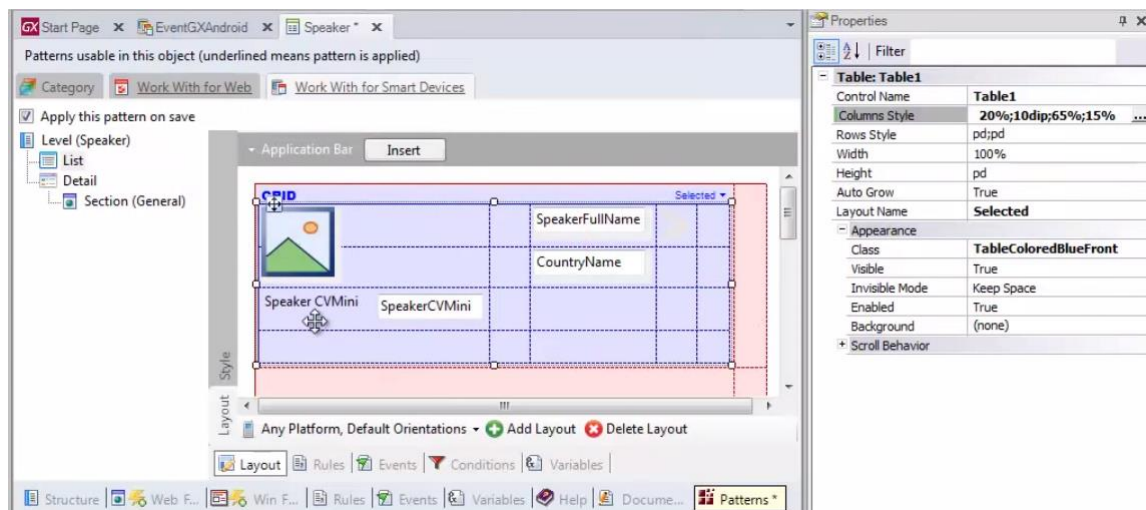 GX Start Page x EventGXAndroid x Speaker * x
Patterns usable in this object (underlined means pattern is applied)
Category Work With for Web Work With for Smart Devices
Apply this pattern on save
Level (Speaker)
List
Detail
Section (General)
Application Bar Insert
Selected
SpeakerFullName
CountryName
Speaker CVMini SpeakerCVMini
Style
Layout
Any Platform, Default Orientations Add Layout Delete Layout
Layout Rules Events Conditions Variables
Structure Web F... Win F... Rules Events Variables Help Docume... Patterns *
Properties
Filter
Table: Table1
Control Name Table1
Columns Style 20%;10dip;65%;15% ...
Rows Style pd;pd
Width 100%
Height pd
Auto Grow True
Layout Name Selected
Appearance
Class TableColoredBlueFront
Visible True
Invisible Mode Keep Space
Enabled True
Background (none)
Scroll Behavior